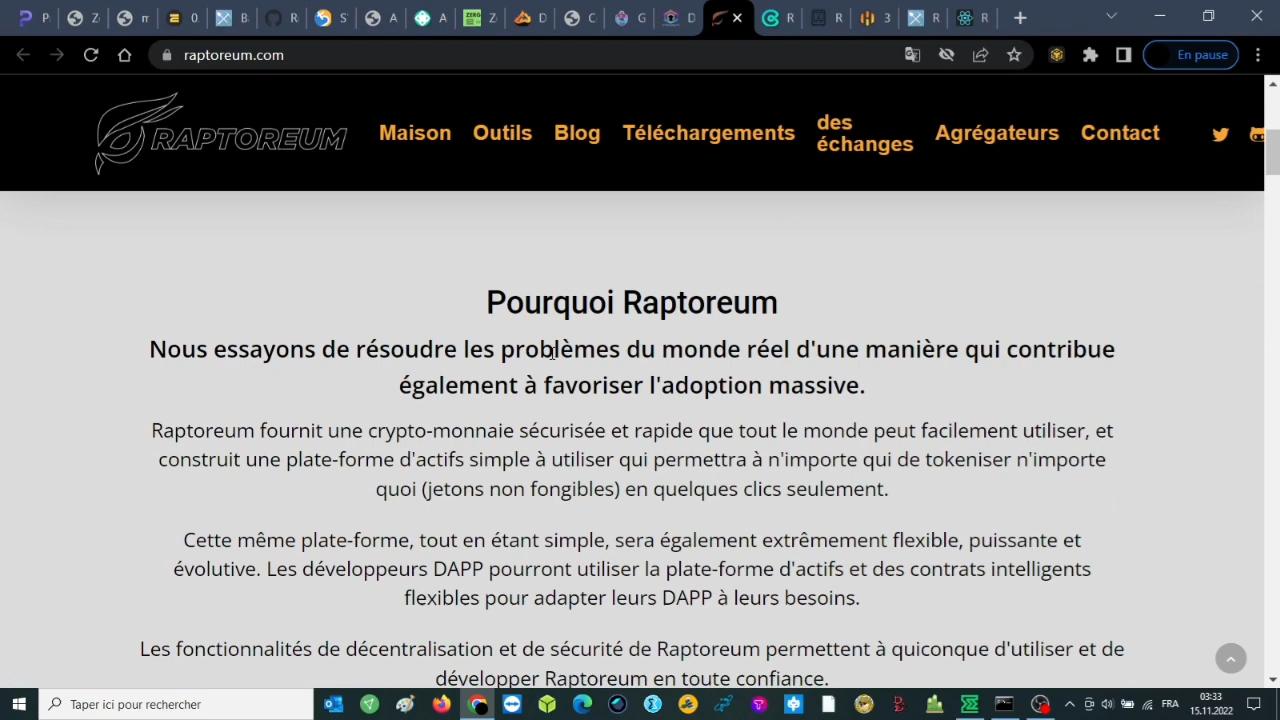 P
Z
m
0
B
R
S
A
A
Z
D
C
G
D
R
R
3
R
R
raptoreum.com
En pause
RAPTOREUM
Maison
Outils
Blog
Téléchargements
des
échanges
Agrégateurs
Contact
Pourquoi Raptoreum
Nous essayons de résoudre les problèmes du monde réel d'une manière qui contribue
également à favoriser l'adoption massive.
Raptoreum fournit une crypto-monnaie sécurisée et rapide que tout le monde peut facilement utiliser, et
construit une plate-forme d'actifs simple à utiliser qui permettra à n'importe qui de tokeniser n'importe
quoi (jetons non fongibles) en quelques clics seulement.
Cette même plate-forme, tout en étant simple, sera également extrêmement flexible, puissante et
évolutive. Les développeurs DAPP pourront utiliser la plate-forme d'actifs et des contrats intelligents
flexibles pour adapter leurs DAPP à leurs besoins.
Les fonctionnalités de décentralisation et de sécurité de Raptoreum permettent à quiconque d'utiliser et de
développer Raptoreum en toute confiance.
Taper ici pour rechercher
FRA
03:33
15.11.2022